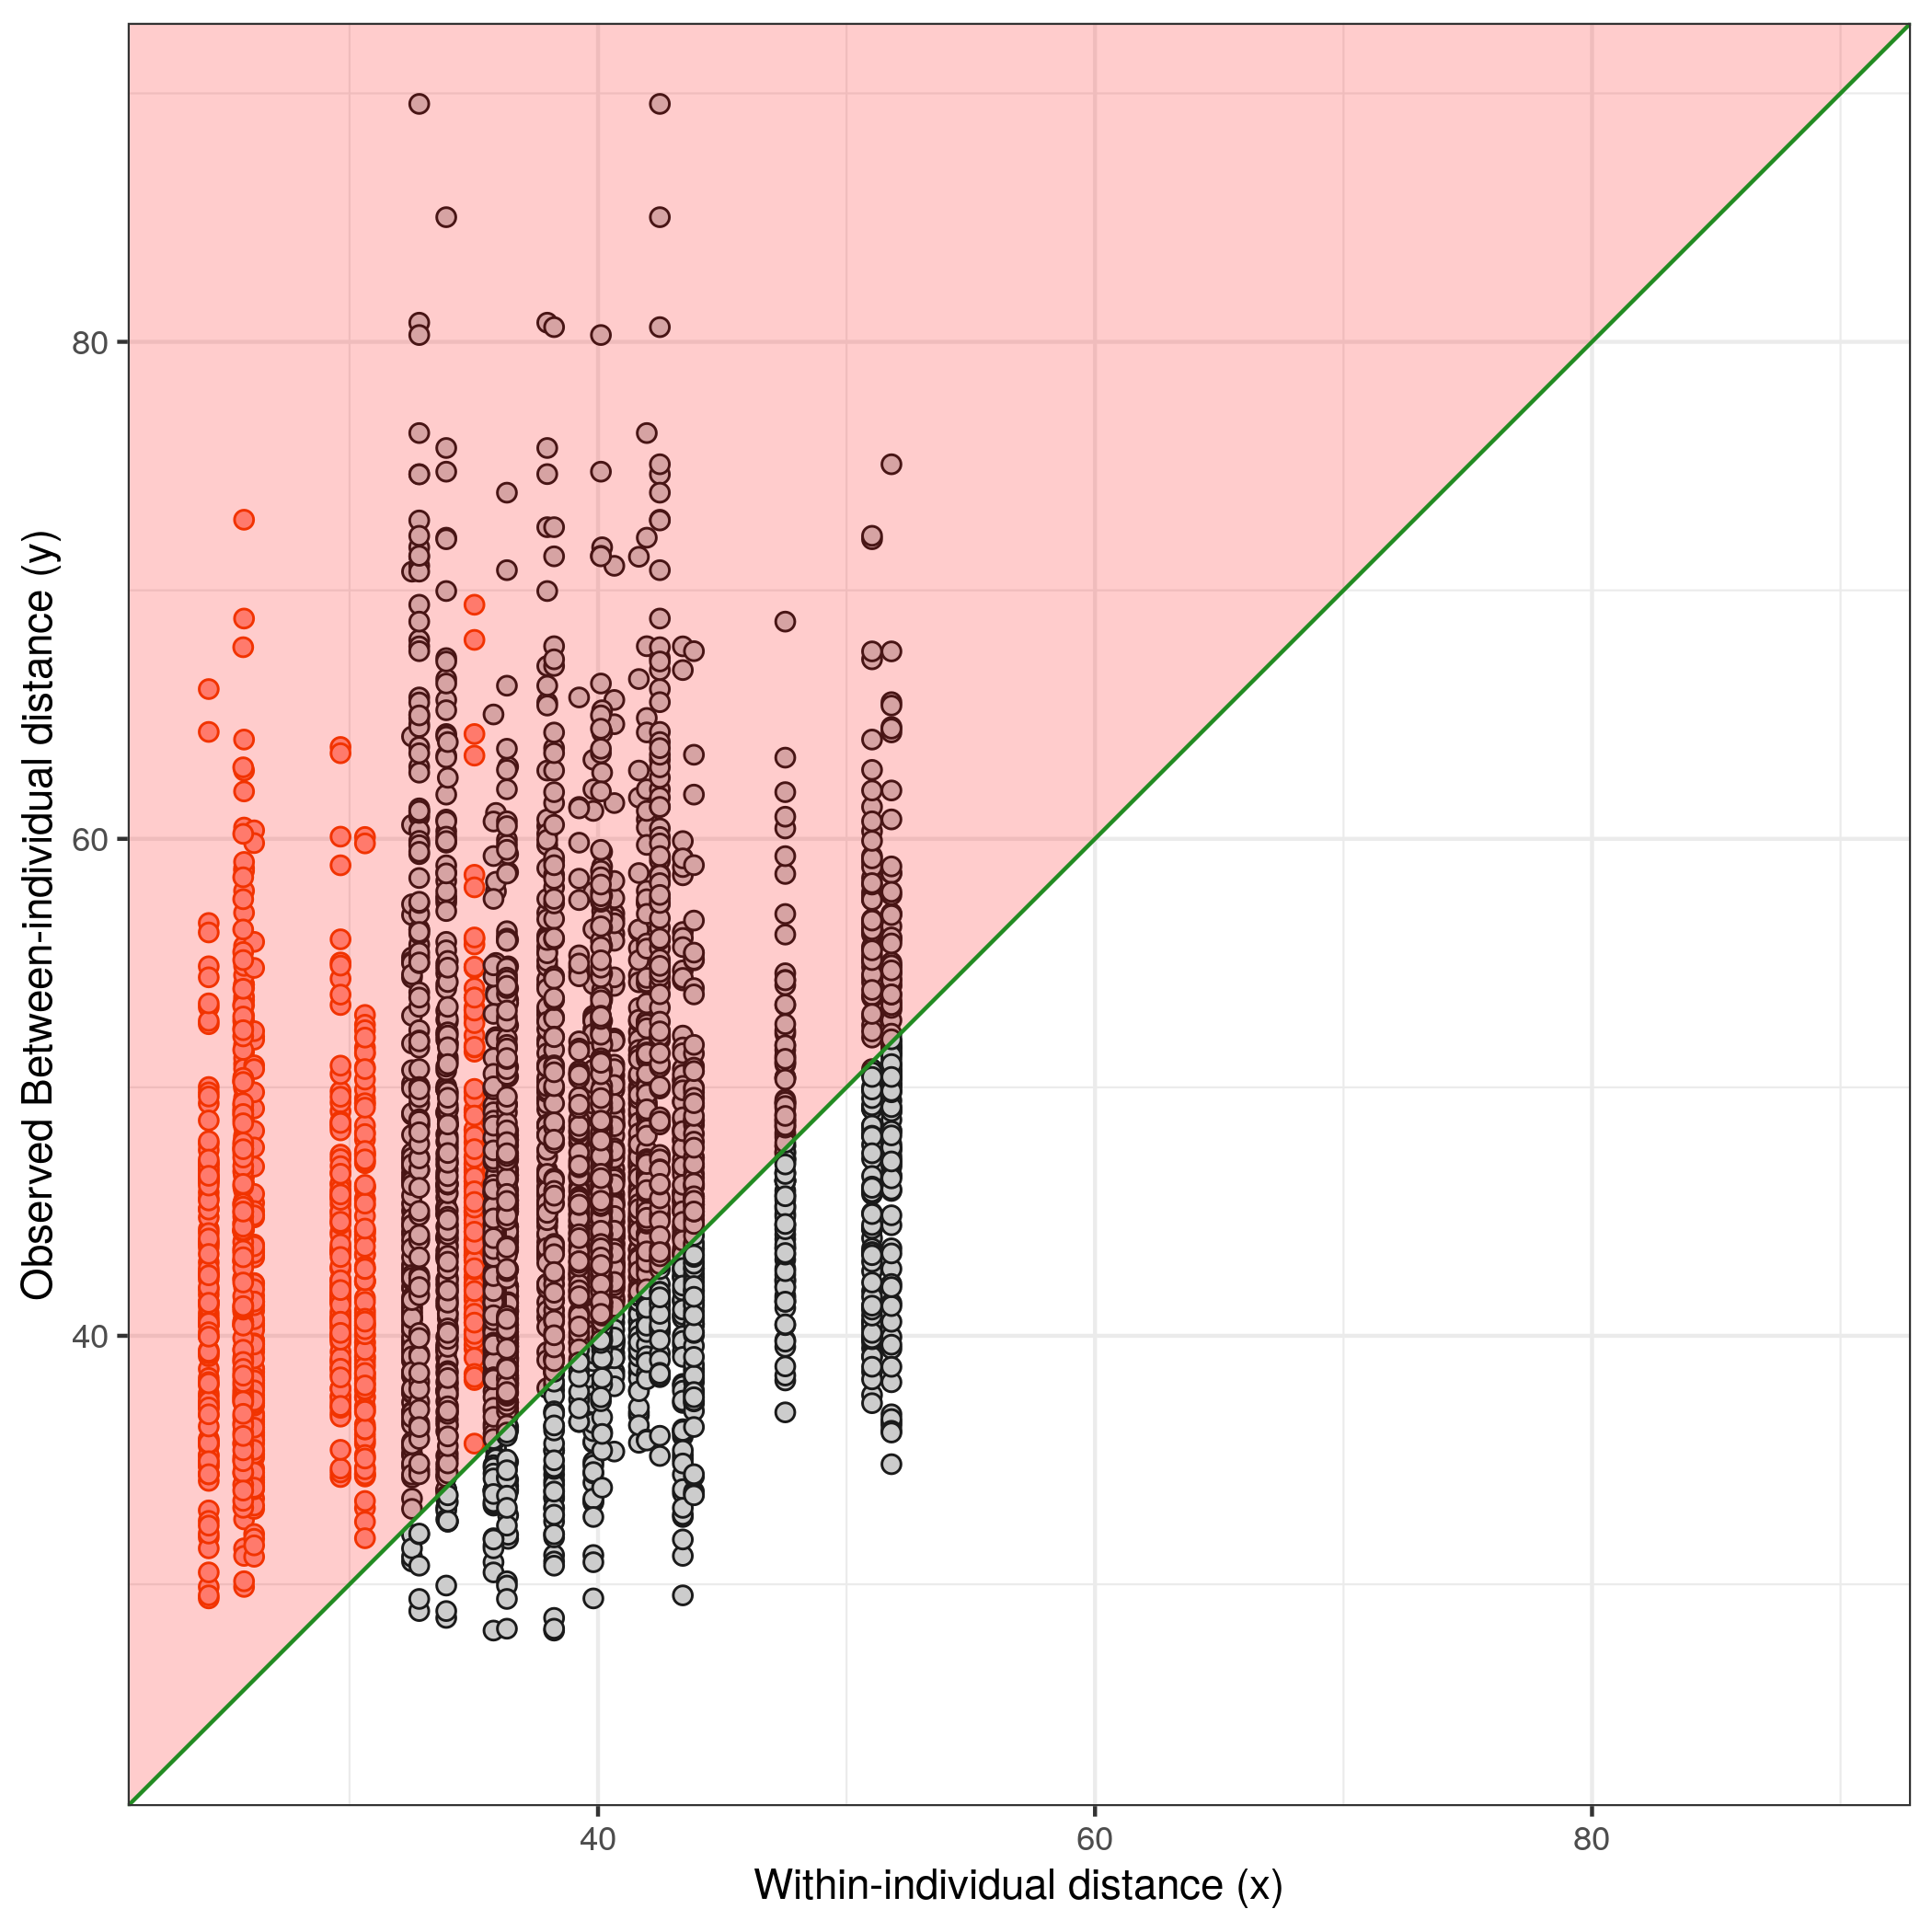 Observed Between-individual distance (y)
80
60
40
40 60 80
Within-individual distance (x)